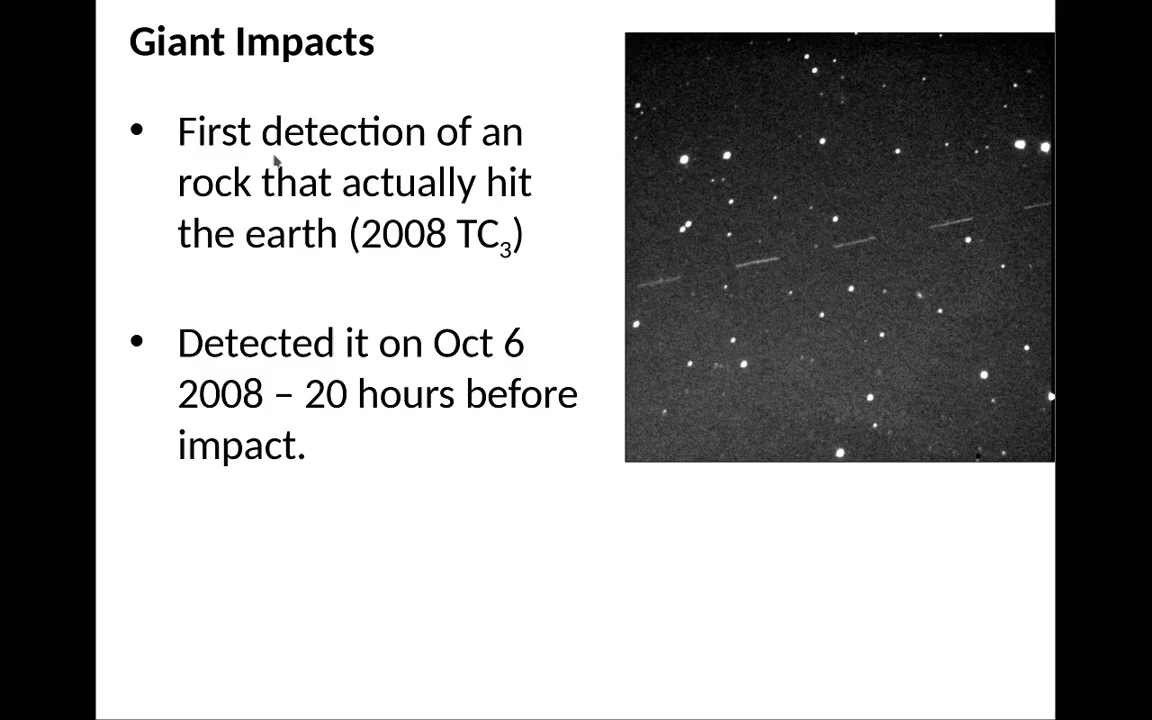 Giant Impacts
• First detection of an
rock that actually hit
the earth (2008 TC₃)
• Detected it on Oct 6
2008 – 20 hours before
impact.